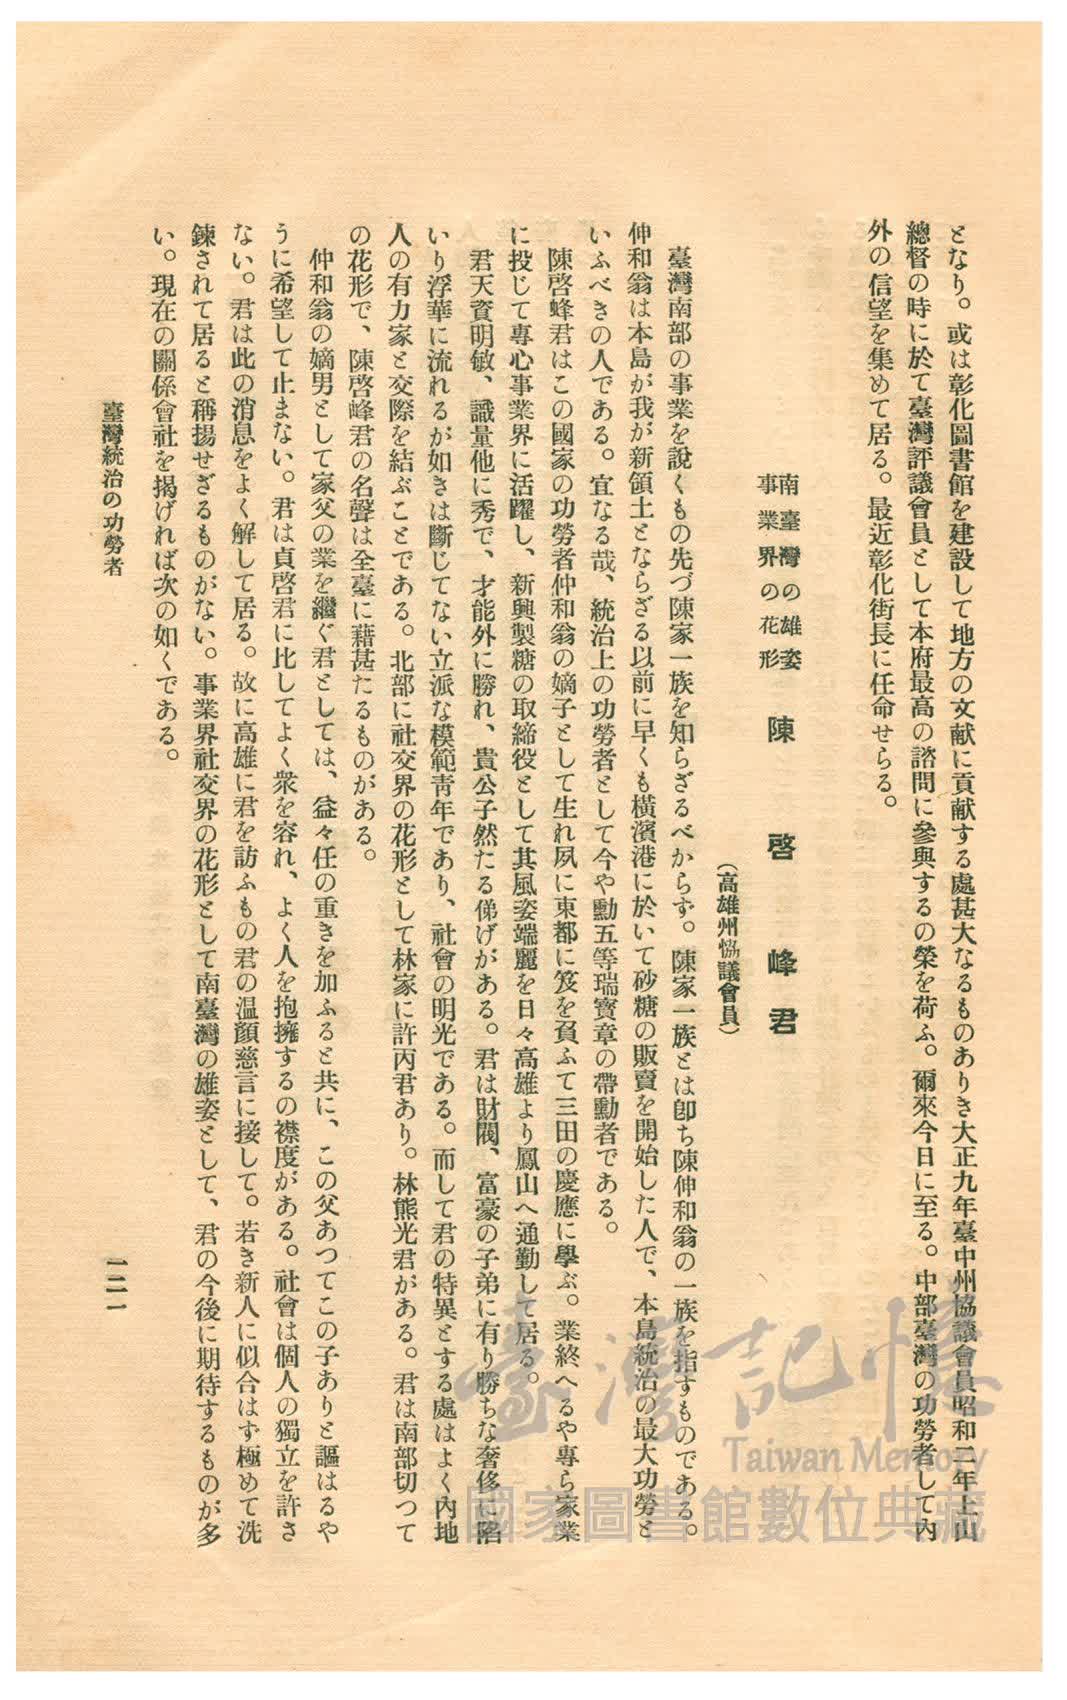 となり。或は彰化圖書館を建設して地方の文献に貢献する處甚大なるものありき大正九年臺中州協議會員昭和二年上山
總督の時に於て臺灣評議會員として本府最高の諮問に參與するの榮を荷ふ。爾來今日に至る。中部臺灣の功勞者して內
外の信望を集めて居る。最近彰化街長に任命せらる。
南臺灣の雄姿
事業界の花形
陳啓峰君
(高雄州協議會員)
臺灣南部の事業を說くもの先づ陳家一族を知らざるべからず。陳家一族とは卽ち陳仲和翁の一族を指すものである。
仲和翁は本島が我が新領土とならざる以前に早くも橫濱港に於いて砂糖の販賣を開始した人で、本島統治の最大功勞と
いふべきの人である。宜なる哉、統治上の功勞者として今や勳五等瑞寶章の帶勳者である。
陳啓峰君はこの國家の功勞者仲和翁の嫡子として生れ夙に東都に笈を負ふて三田の慶應に學ぶ。業終へるや專ら家業
に投じて專心事業界に活躍し、新興製糖の取締役として其風姿端麗を日々高雄より鳳山へ通勤して居る。
君天資明敏、識量他に秀で、才能外に勝れ、貴公子然たる俤げがある。君は財閥、富豪の子弟に有り勝ちな奢侈に陷
いり浮華に流れるが如きは斷じてない立派な模範靑年であり、社會の明光である。而して君の特異とする處はよく內地
人の有力家と交際を結ぶことである。北部に社交界の花形として林家に許丙君あり。林熊光君がある。君は南部切つて
の花形で、陳啓峰君の名聲は全臺に藉甚たるものがある。
仲和翁の嫡男として家父の業を繼ぐ君としては、益々任の重きを加ふると共に、この父あつてこの子ありと謳はるや
うに希望して止まない。君は貞啓君に比してよく衆を容れ、よく人を抱擁するの襟度がある。社會は個人の獨立を許さ
ない。君は此の消息をよく解して居る。故に高雄に君を訪ふもの君の温顏慈言に接して。若き新人に似合はず極めて洗
鍊されて居ると稱揚せざるものがない。事業界社交界の花形として南臺灣の雄姿として、君の今後に期待するものが多
い。現在の關係會社を揭げれば次の如くである。
臺灣統治の功勞者
一二一
臺灣記憶
Taiwan Memory
國家圖書館數位典藏